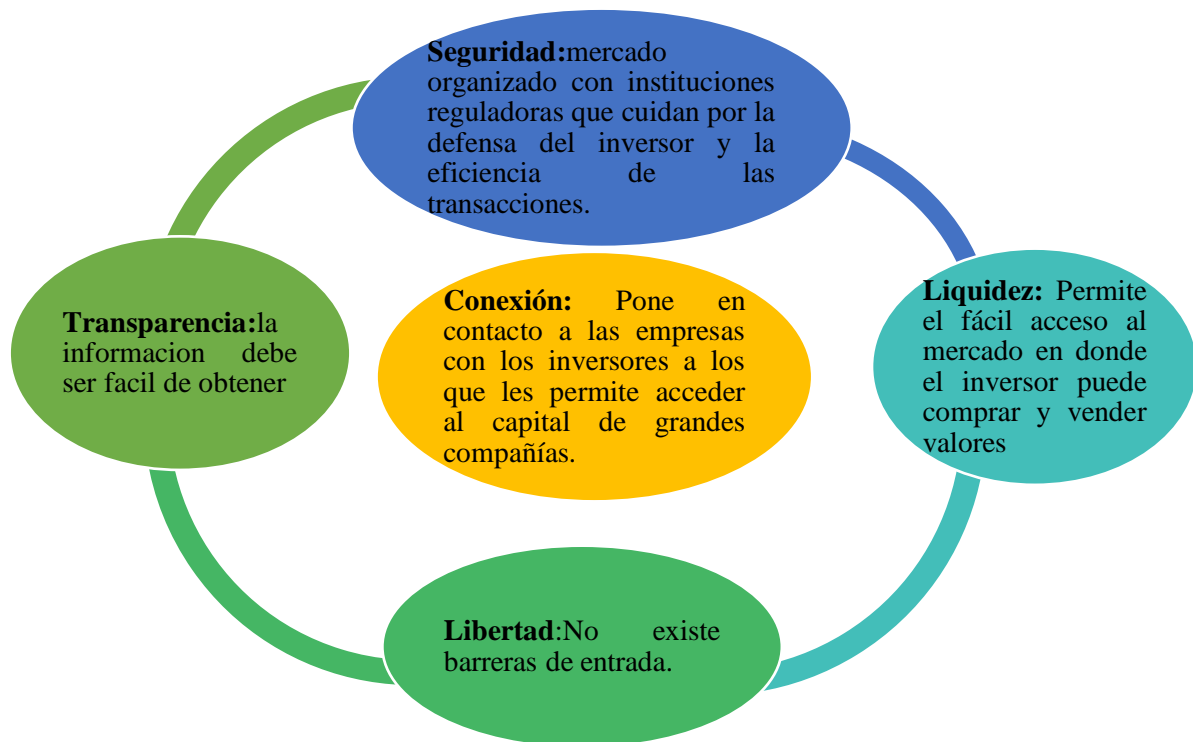 Seguridad:mercado
organizado con instituciones
reguladoras que cuidan por la
defensa del inversor y la
eficiencia de las
transacciones.
Transparencia:la
informacion debe
ser facil de obtener
Conexión: Pone en
contacto a las empresas
con los inversores a los
que les permite acceder
al capital de grandes
compañías.
Liquidez: Permite
el fácil acceso al
mercado en donde
el inversor puede
comprar y vender
valores
Libertad:No existe
barreras de entrada.